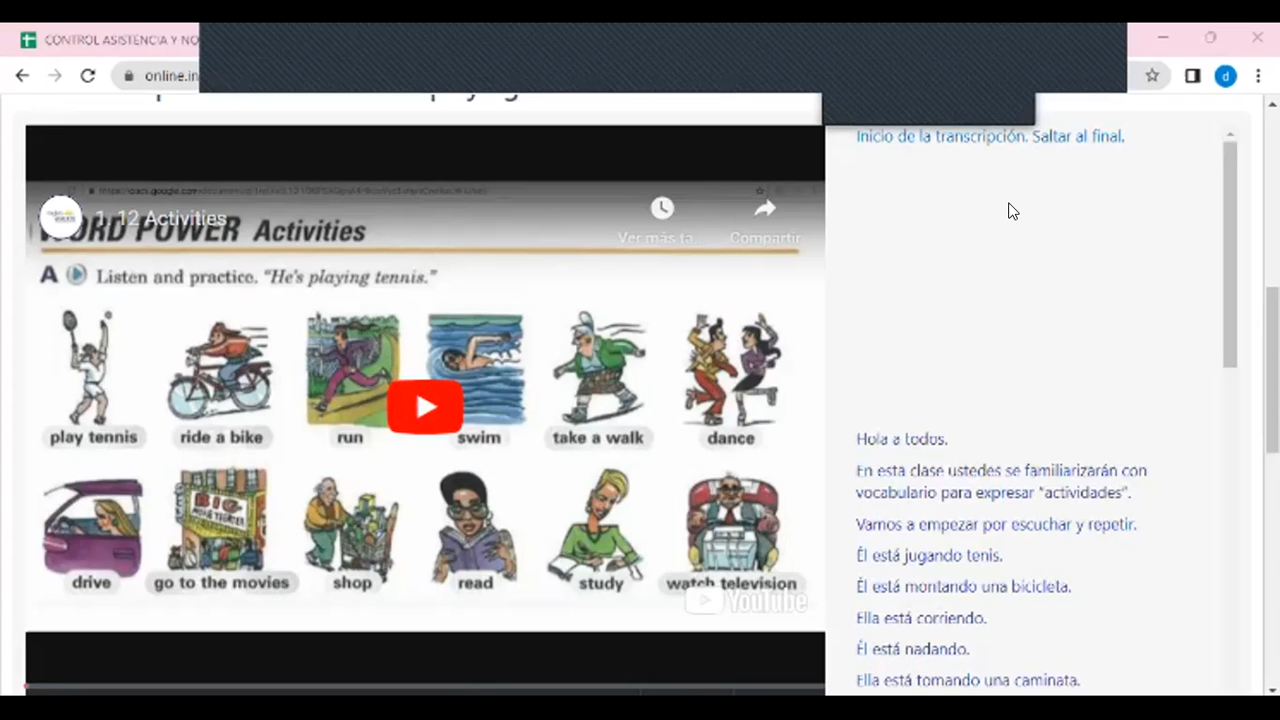 CONTROL ASISTENCIA Y NO
online.in
d
Inicio de la transcripción. Saltar al final.
1_12 Activities
Ver más ta...
Compartir
WORD POWER Activities
A Listen and practice. "He's playing tennis."
play tennis
ride a bike
run
swim
take a walk
dance
BIG
drive
go to the movies
shop
read
study
watch television
YouTube
Hola a todos.
En esta clase ustedes se familiarizarán con
vocabulario para expresar "actividades".
Vamos a empezar por escuchar y repetir.
Él está jugando tenis.
Él está montando una bicicleta.
Ella está corriendo.
Él está nadando.
Ella está tomando una caminata.